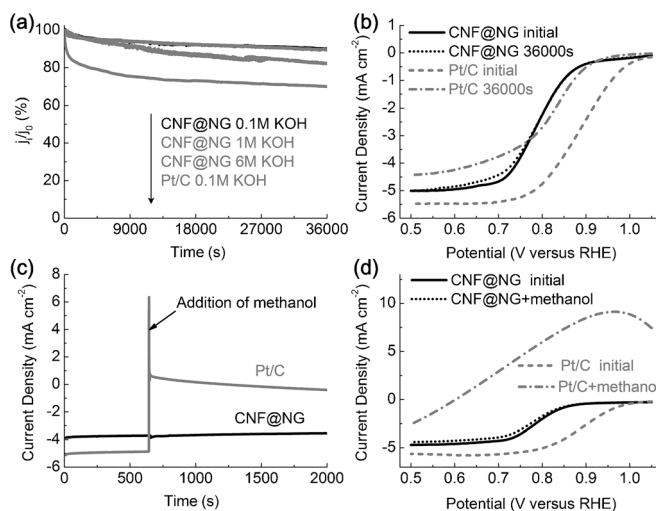 (a)
100
80
60
40
20
0
j/j₀ (%)
CNF@NG 0.1M KOH
CNF@NG 1M KOH
CNF@NG 6M KOH
Pt/C 0.1M KOH
0 9000 18000 27000 36000
Time (s)
(b)
0
-1
-2
-3
-4
-5
-6
Current Density (mA cm⁻²)
CNF@NG initial
CNF@NG 36000s
Pt/C initial
Pt/C 36000s
0.5 0.6 0.7 0.8 0.9 1.0
Potential (V versus RHE)
(c)
8
6
4
2
0
-2
-4
-6
Current Density (mA cm⁻²)
Addition of methanol
Pt/C
CNF@NG
0 500 1000 1500 2000
Time (s)
(d)
10
5
0
-5
Current Density (mA cm⁻²)
CNF@NG initial
CNF@NG+methanol
Pt/C initial
Pt/C+methanol
0.5 0.6 0.7 0.8 0.9 1.0
Potential (V versus RHE)